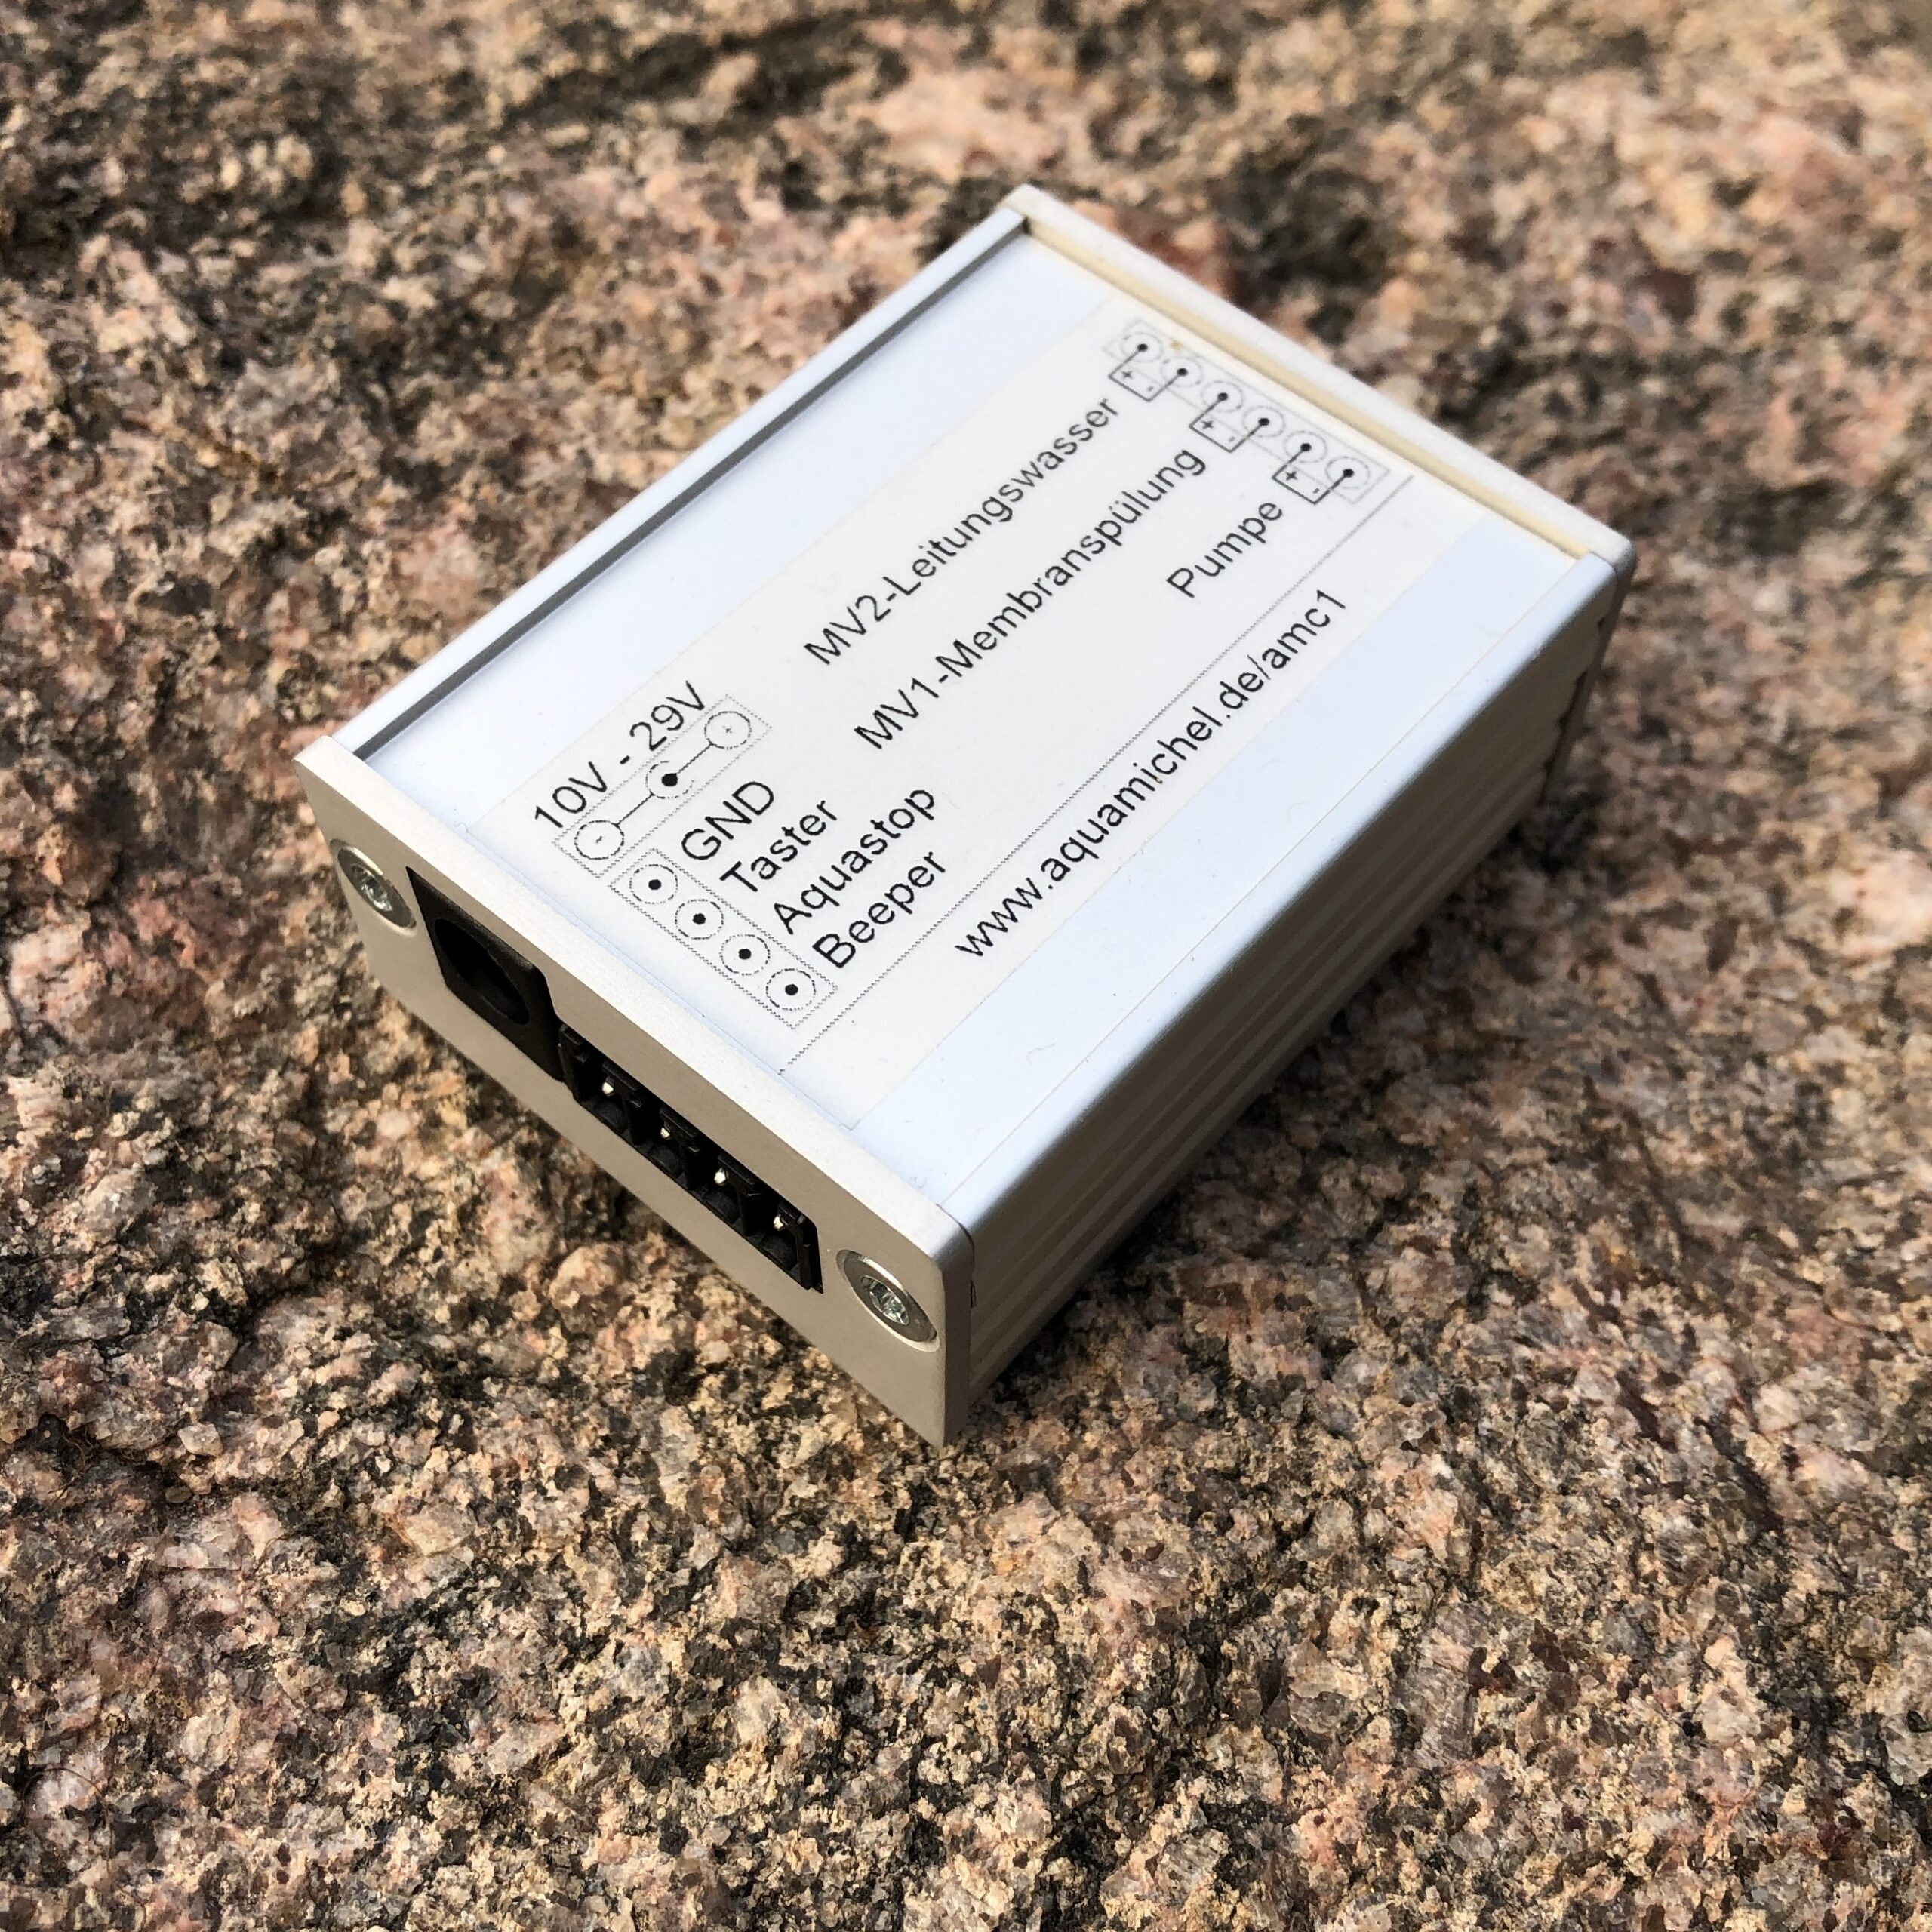 10V - 29V
GND
Taster
Aquastop
Beeper
MV2-Leitungswasser
+ -
MV1-Membranspülung
+ -
Pumpe
+ -
www.aquamichel.de/amc1